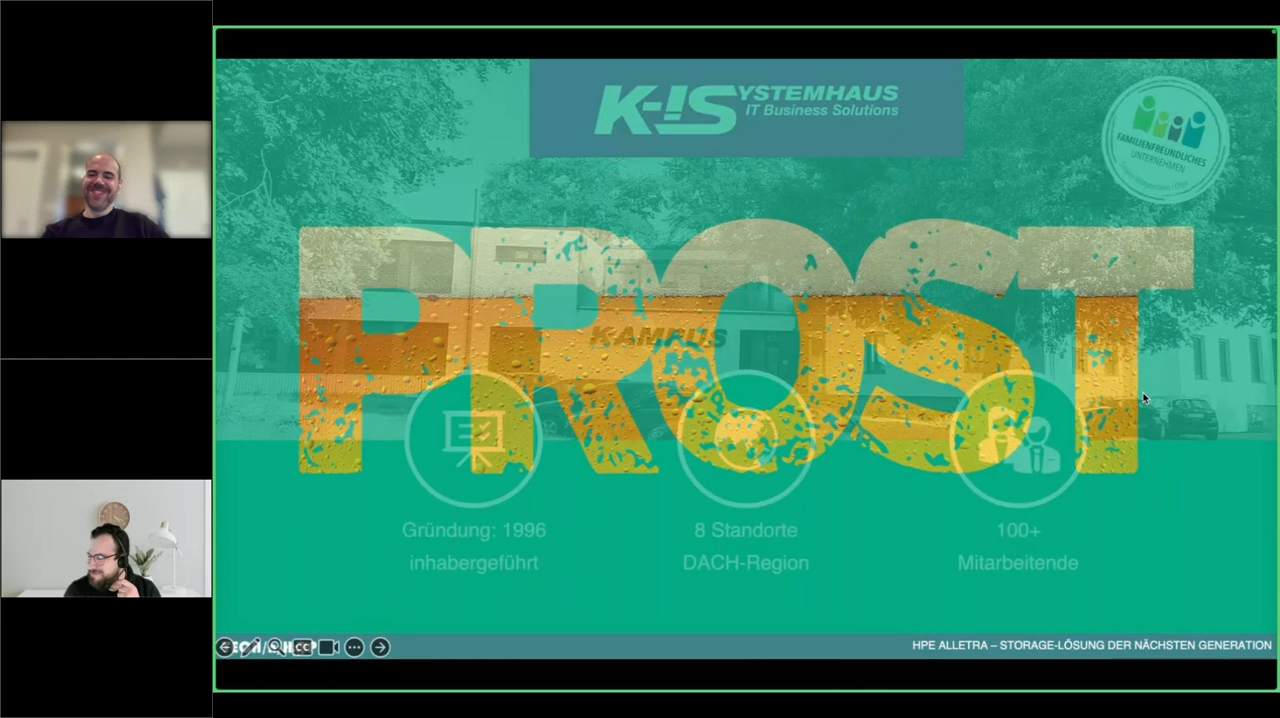 K-IS YSTEMHAUS
IT Business Solutions
FAMILIENFREUNDLICHES
UNTERNEHMEN
PROST
KAMPUS
Gründung: 1996
inhabergeführt
8 Standorte
DACH-Region
100+
Mitarbeitende
CC
HPE ALLETRA – STORAGE-LÖSUNG DER NÄCHSTEN GENERATION